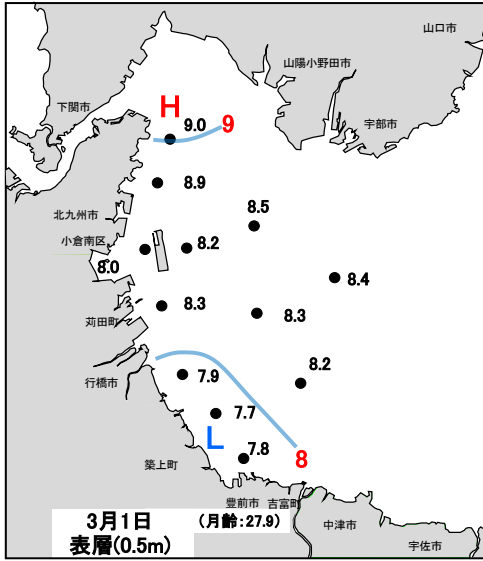 山口市
山陽小野田市
下関市
宇部市
H
9.0
9
8.9
8.5
北九州市
小倉南区
8.2
8.0
8.4
8.3
8.3
苅田町
8.2
行橋市
7.9
7.7
L
7.8
8
築上町
豊前市
吉富町
3月1日
(月齢:27.9)
中津市
表層(0.5m)
宇佐市